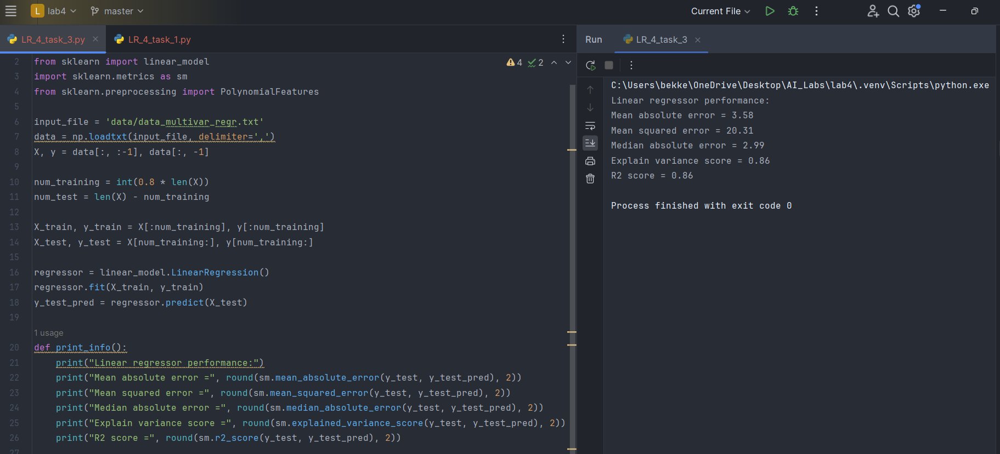 L lab4 master Current File
LR_4_task_3.py LR_4_task_1.py Run LR_4_task_3
4 2
2 from sklearn import linear_model
3 import sklearn.metrics as sm
4 from sklearn.preprocessing import PolynomialFeatures
5
6 input_file = 'data/data_multivar_regr.txt'
7 data = np.loadtxt(input_file, delimiter=',')
8 X, y = data[:, :-1], data[:, -1]
9
10 num_training = int(0.8 * len(X))
11 num_test = len(X) - num_training
12
13 X_train, y_train = X[:num_training], y[:num_training]
14 X_test, y_test = X[num_training:], y[num_training:]
15
16 regressor = linear_model.LinearRegression()
17 regressor.fit(X_train, y_train)
18 y_test_pred = regressor.predict(X_test)
19
1 usage
20 def print_info():
21 print("Linear regressor performance:")
22 print("Mean absolute error =", round(sm.mean_absolute_error(y_test, y_test_pred), 2))
23 print("Mean squared error =", round(sm.mean_squared_error(y_test, y_test_pred), 2))
24 print("Median absolute error =", round(sm.median_absolute_error(y_test, y_test_pred), 2))
25 print("Explain variance score =", round(sm.explained_variance_score(y_test, y_test_pred), 2))
26 print("R2 score =", round(sm.r2_score(y_test, y_test_pred), 2))
27
C:\Users\bekke\OneDrive\Desktop\AI_Labs\lab4\.venv\Scripts\python.exe
Linear regressor performance:
Mean absolute error = 3.58
Mean squared error = 20.31
Median absolute error = 2.99
Explain variance score = 0.86
R2 score = 0.86
Process finished with exit code 0